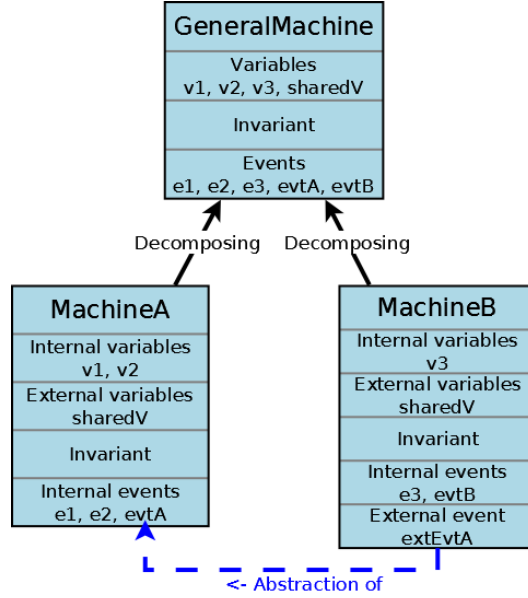 GeneralMachine
Variables
v1, v2, v3, sharedV
Invariant
Events
e1, e2, e3, evtA, evtB
Decomposing
Decomposing
MachineA
Internal variables
v1, v2
External variables
sharedV
Invariant
Internal events
e1, e2, evtA
MachineB
Internal variables
v3
External variables
sharedV
Invariant
Internal events
e3, evtB
External event
extEvtA
<- Abstraction of